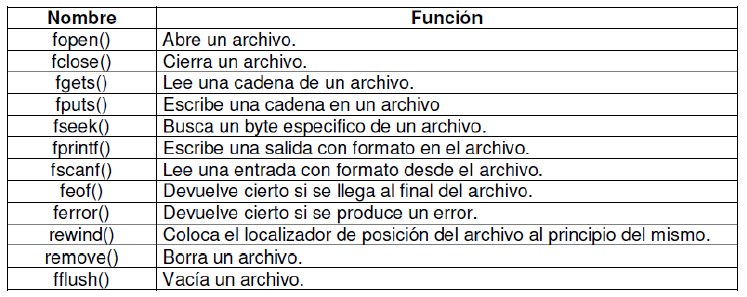 Nombre Función
fopen() Abre un archivo.
fclose() Cierra un archivo.
fgets() Lee una cadena de un archivo.
fputs() Escribe una cadena en un archivo
fseek() Busca un byte especifico de un archivo.
fprintf() Escribe una salida con formato en el archivo.
fscanf() Lee una entrada con formato desde el archivo.
feof() Devuelve cierto si se llega al final del archivo.
ferror() Devuelve cierto si se produce un error.
rewind() Coloca el localizador de posición del archivo al principio del mismo.
remove() Borra un archivo.
fflush() Vacía un archivo.